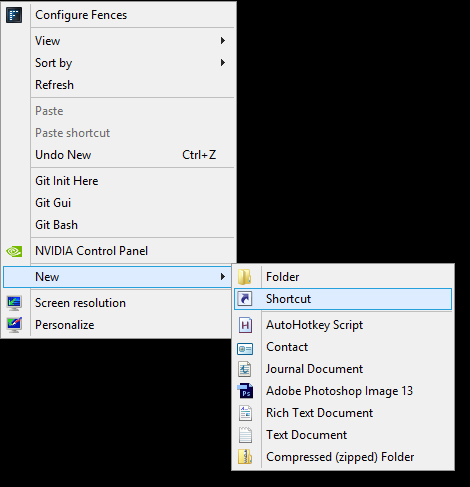 Configure Fences
View
Sort by
Refresh
Paste
Paste shortcut
Undo New Ctrl+Z
Git Init Here
Git Gui
Git Bash
NVIDIA Control Panel
New
Screen resolution
Personalize
Folder
Shortcut
AutoHotkey Script
Contact
Journal Document
Adobe Photoshop Image 13
Rich Text Document
Text Document
Compressed (zipped) Folder